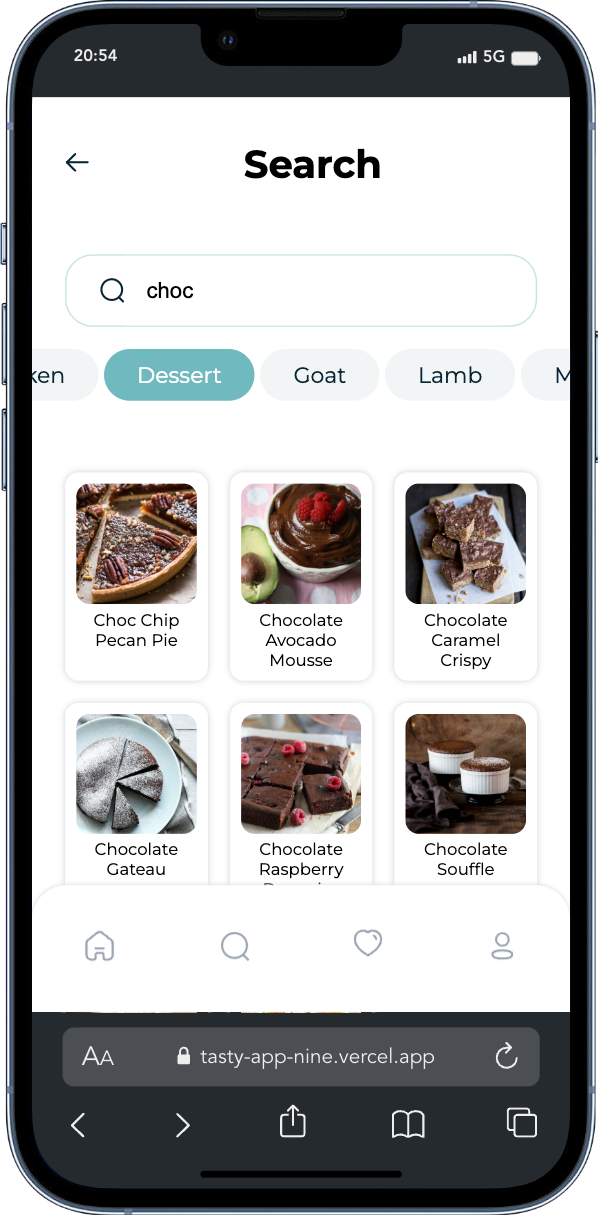 20:54
5G
Search
choc
ken
Dessert
Goat
Lamb
M
Choc Chip
Pecan Pie
Chocolate
Avocado
Mousse
Chocolate
Caramel
Crispy
Chocolate
Gateau
Chocolate
Raspberry
Chocolate
Souffle
AA
tasty-app-nine.vercel.app